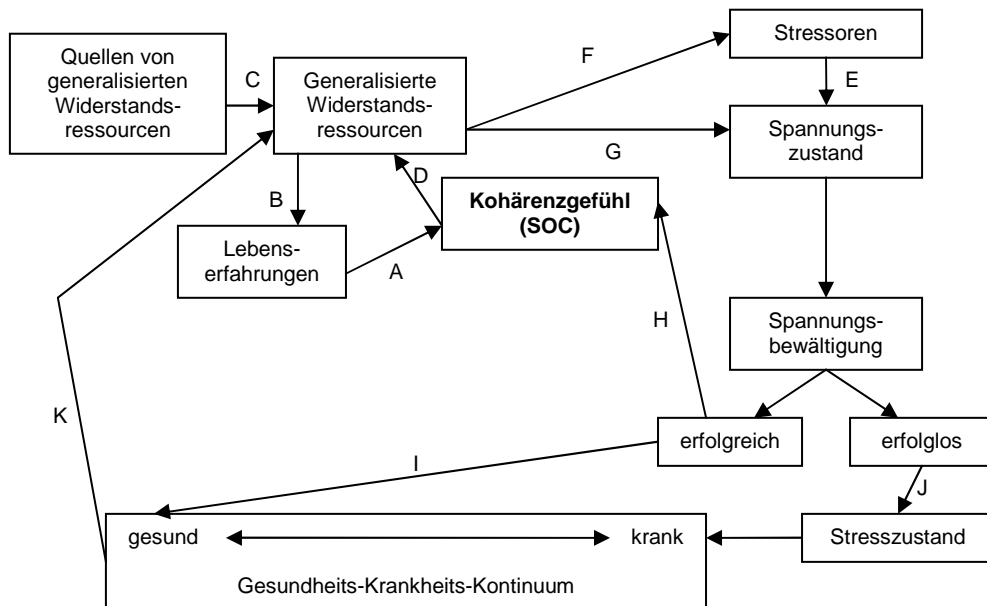 Quellen von
generalisierten
Widerstands-
ressourcen
C
Generalisierte
Widerstands-
ressourcen
F
Stressoren
E
G
Spannungs-
zustand
B
D
Kohärenzgefühl
(SOC)
Lebens-
erfahrungen
A
H
Spannungs-
bewältigung
K
erfolgreich
erfolglos
I
J
gesund
krank
Stresszustand
Gesundheits-Krankheits-Kontinuum